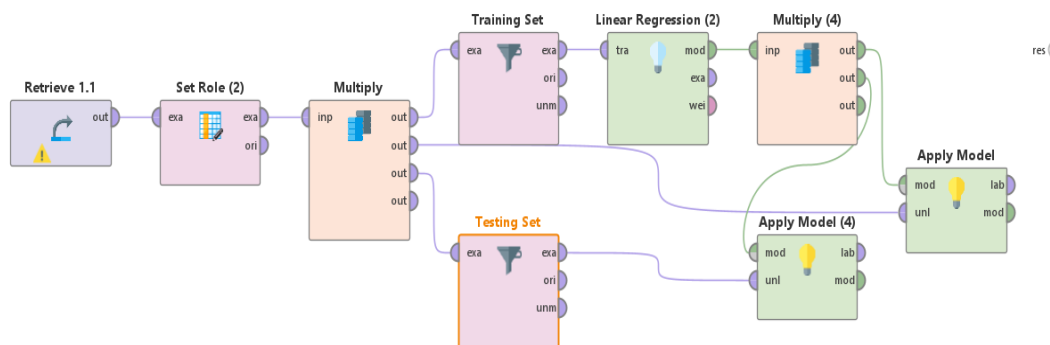 Training Set
Linear Regression (2)
Multiply (4)
exa exa
ori
unm
tra mod
exa
wei
inp out
out
out
res
Retrieve 1.1
Set Role (2)
Multiply
out
exa exa
ori
inp out
out
out
out
Apply Model
mod lab
unl mod
Testing Set
Apply Model (4)
exa exa
ori
unm
mod lab
unl mod